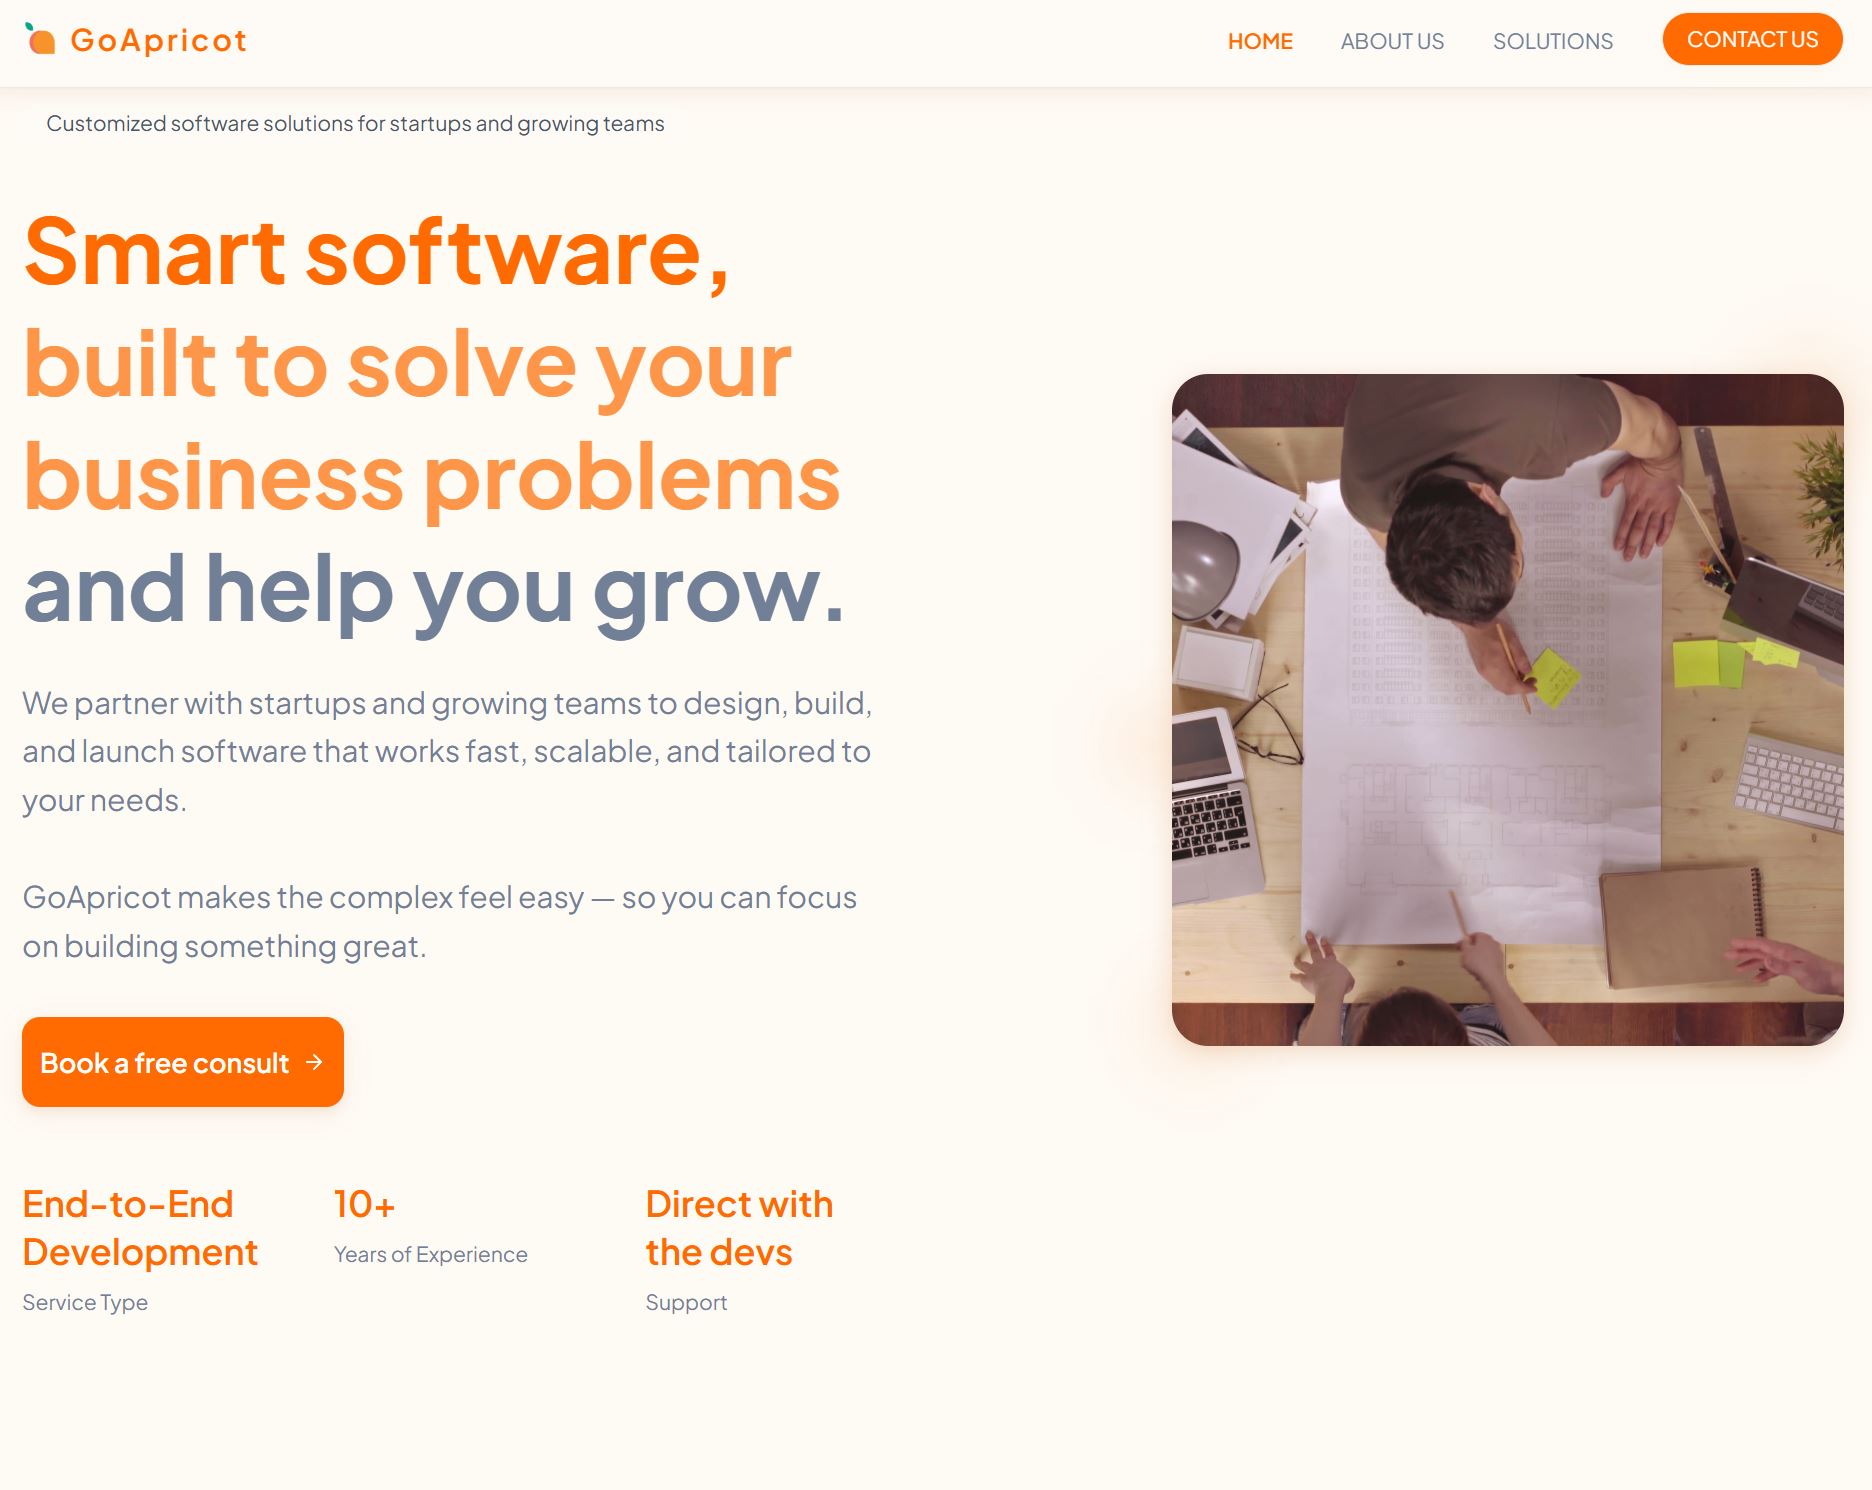 GoApricot
HOME ABOUT US SOLUTIONS CONTACT US
Customized software solutions for startups and growing teams
Smart software,
built to solve your
business problems
and help you grow.
We partner with startups and growing teams to design, build,
and launch software that works fast, scalable, and tailored to
your needs.
GoApricot makes the complex feel easy — so you can focus
on building something great.
Book a free consult →
End-to-End
Development
Service Type
10+
Years of Experience
Direct with
the devs
Support